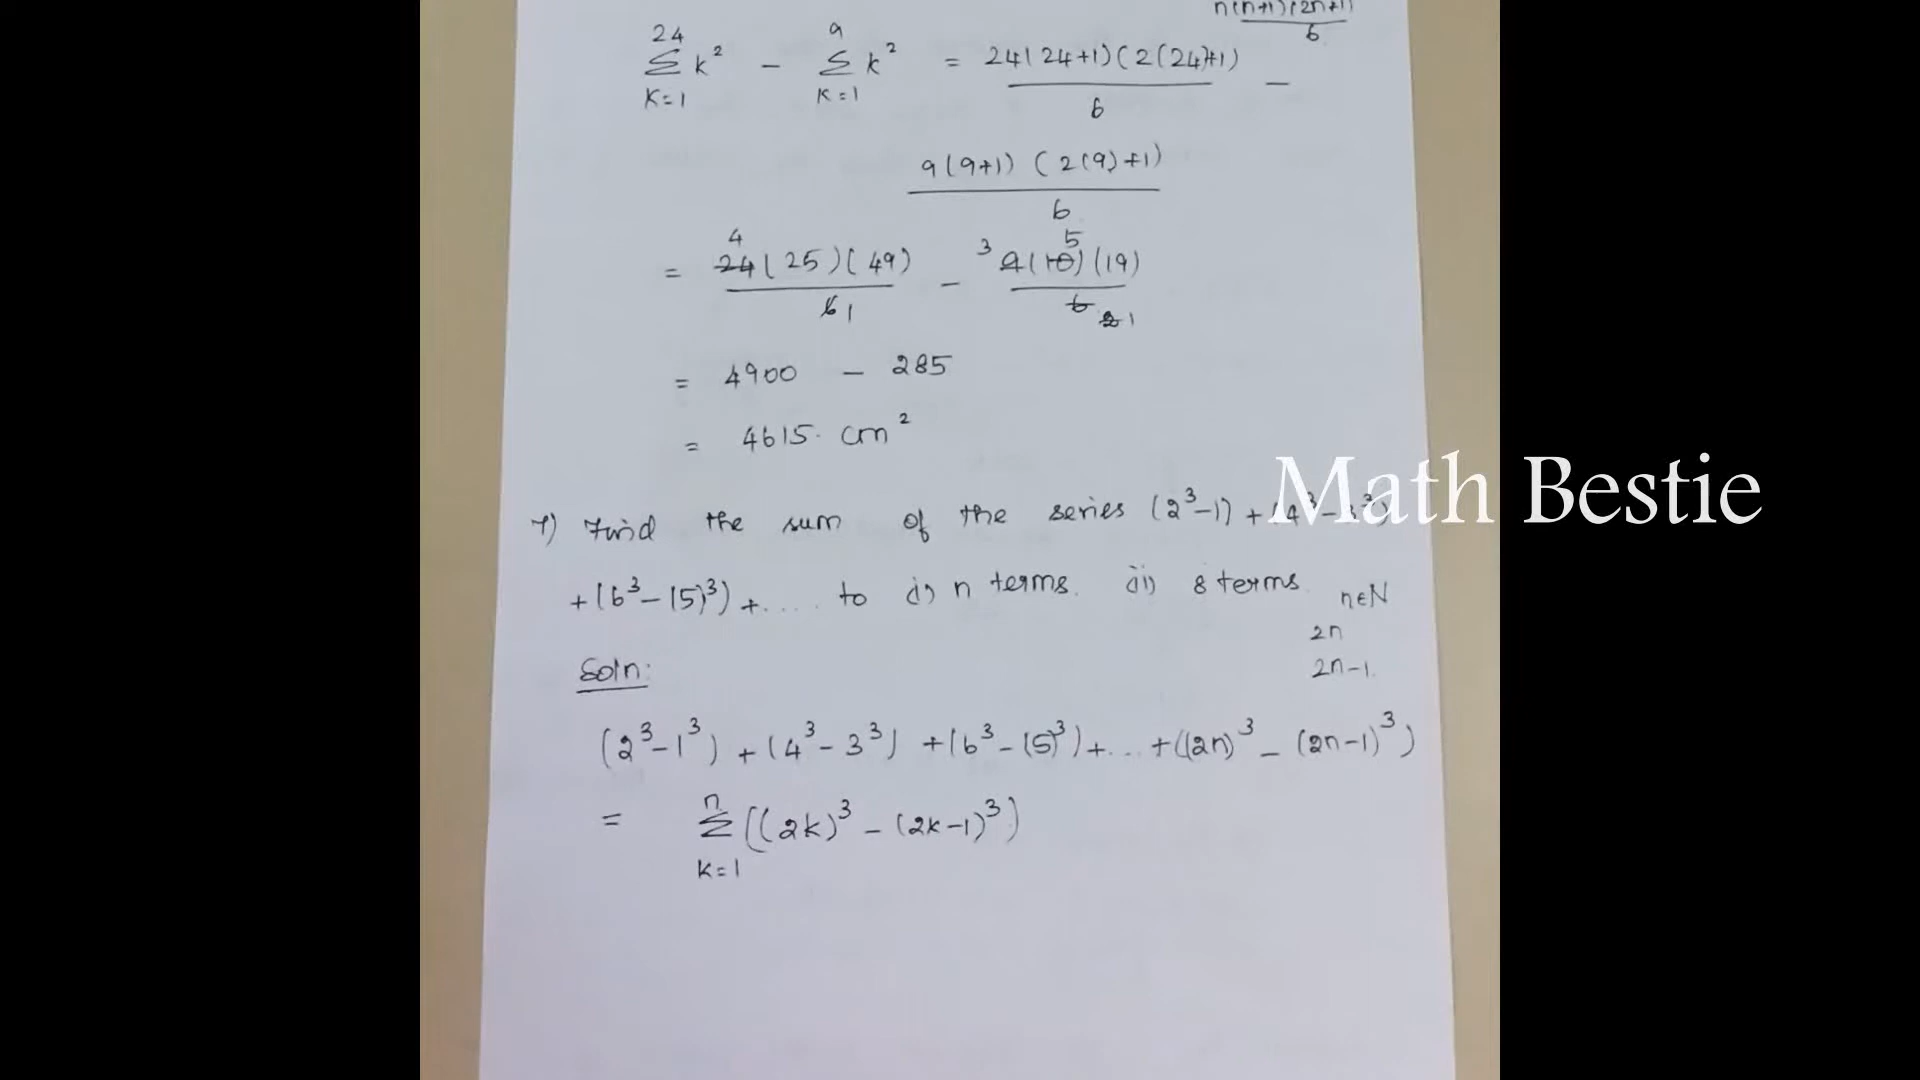 n(n+1)(2n+1)
6
24 9
Σ k² − Σ k² = 24(24+1)(2(24)+1) −
K=1 K=1 6
9(9+1) (2(9)+1)
6
4 3 5
= 24(25)(49) − 9(10)(19)
6 1 6 2 1
= 4900 − 285
= 4615. cm²
7) Find the sum of the series (2³−1) + (4³−3³)
+(6³−(5)³) +.... to (i) n terms. (ii) 8 terms. n∈N
2n
2n−1.
Soln:
(2³−1³) + (4³−3³) +(6³−(5)³)+...+((2n)³ − (2n−1)³)
n
= Σ ((2k)³ − (2k−1)³)
k=1
Math Bestie